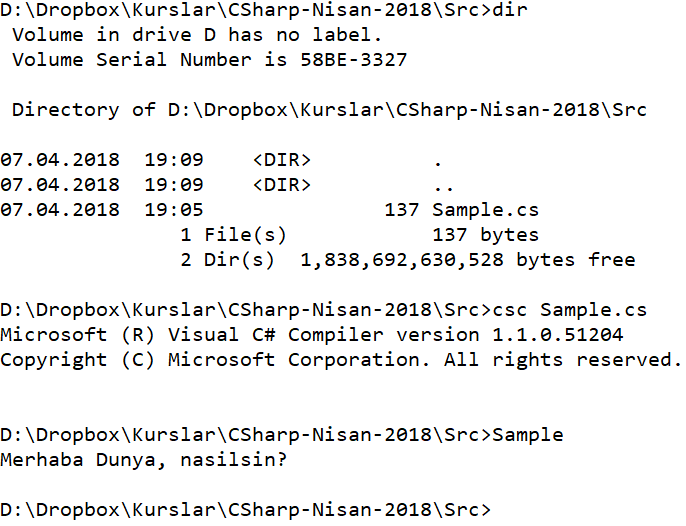 D:\Dropbox\Kurslar\CSharp-Nisan-2018\Src>dir
 Volume in drive D has no label.
 Volume Serial Number is 58BE-3327

 Directory of D:\Dropbox\Kurslar\CSharp-Nisan-2018\Src

07.04.2018  19:09    <DIR>          .
07.04.2018  19:09    <DIR>          ..
07.04.2018  19:05               137 Sample.cs
               1 File(s)            137 bytes
               2 Dir(s)  1,838,692,630,528 bytes free

D:\Dropbox\Kurslar\CSharp-Nisan-2018\Src>csc Sample.cs
Microsoft (R) Visual C# Compiler version 1.1.0.51204
Copyright (C) Microsoft Corporation. All rights reserved.


D:\Dropbox\Kurslar\CSharp-Nisan-2018\Src>Sample
Merhaba Dunya, nasilsin?

D:\Dropbox\Kurslar\CSharp-Nisan-2018\Src>